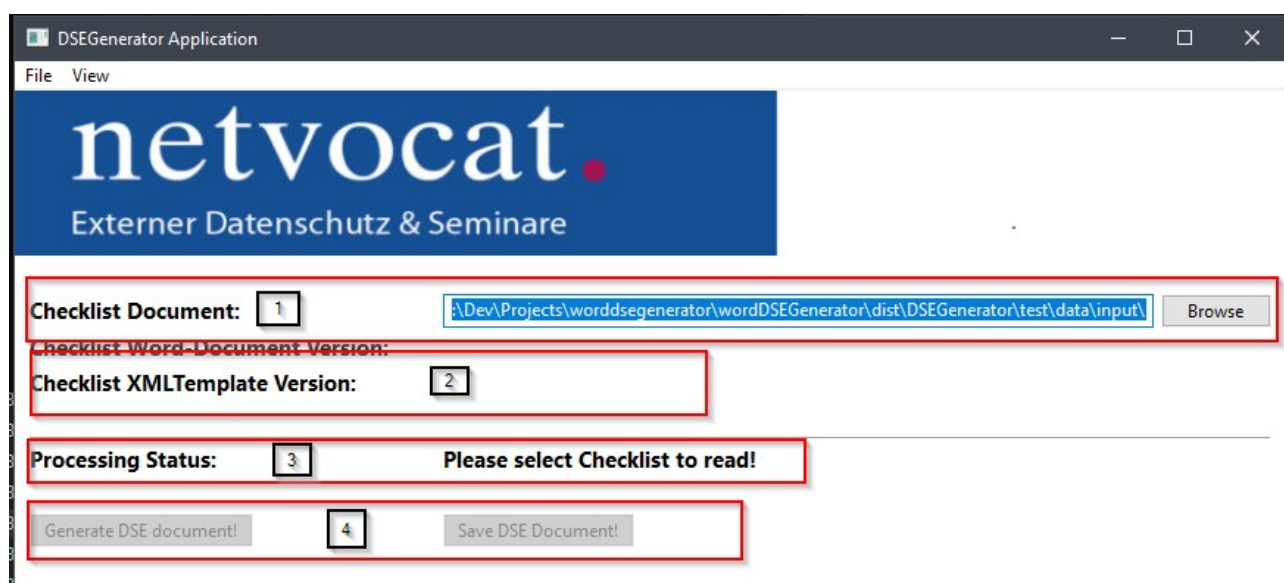 DSEGenerator Application
File View
netvocat.
Externer Datenschutz & Seminare
Checklist Document: 1 :\Dev\Projects\worddsegenerator\wordDSEGenerator\dist\DSEGenerator\test\data\input\ Browse
Checklist Word-Document Version:
Checklist XMLTemplate Version: 2
Processing Status: 3 Please select Checklist to read!
Generate DSE document! 4 Save DSE Document!